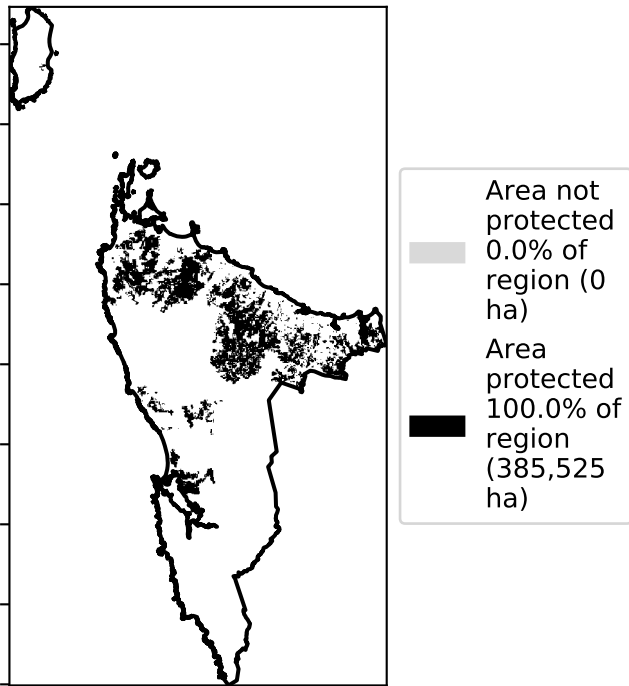 Area not
protected
0.0% of
region (0
ha)
Area
protected
100.0% of
region
(385,525
ha)